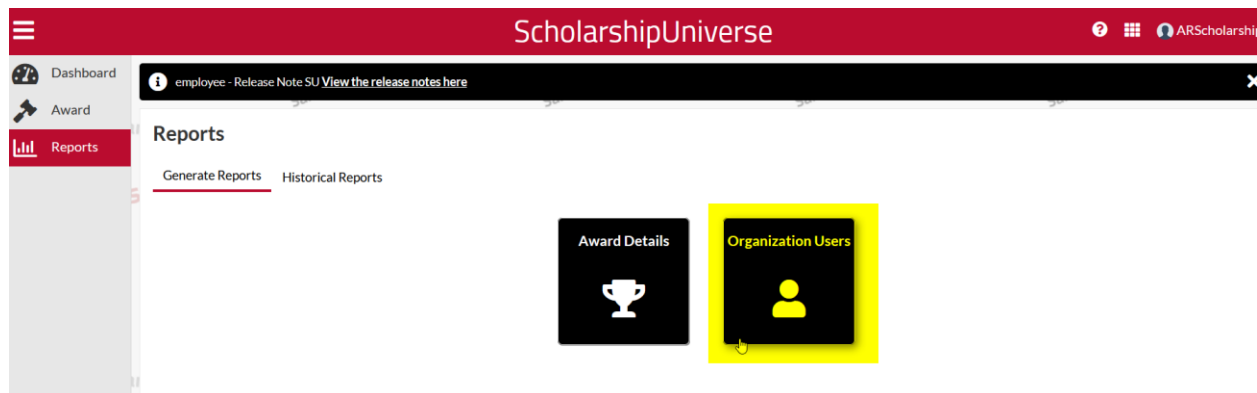 ScholarshipUniverse
ARScholarship
Dashboard
Award
Reports
employee - Release Note SU View the release notes here
Reports
Generate Reports Historical Reports
Award Details
Organization Users